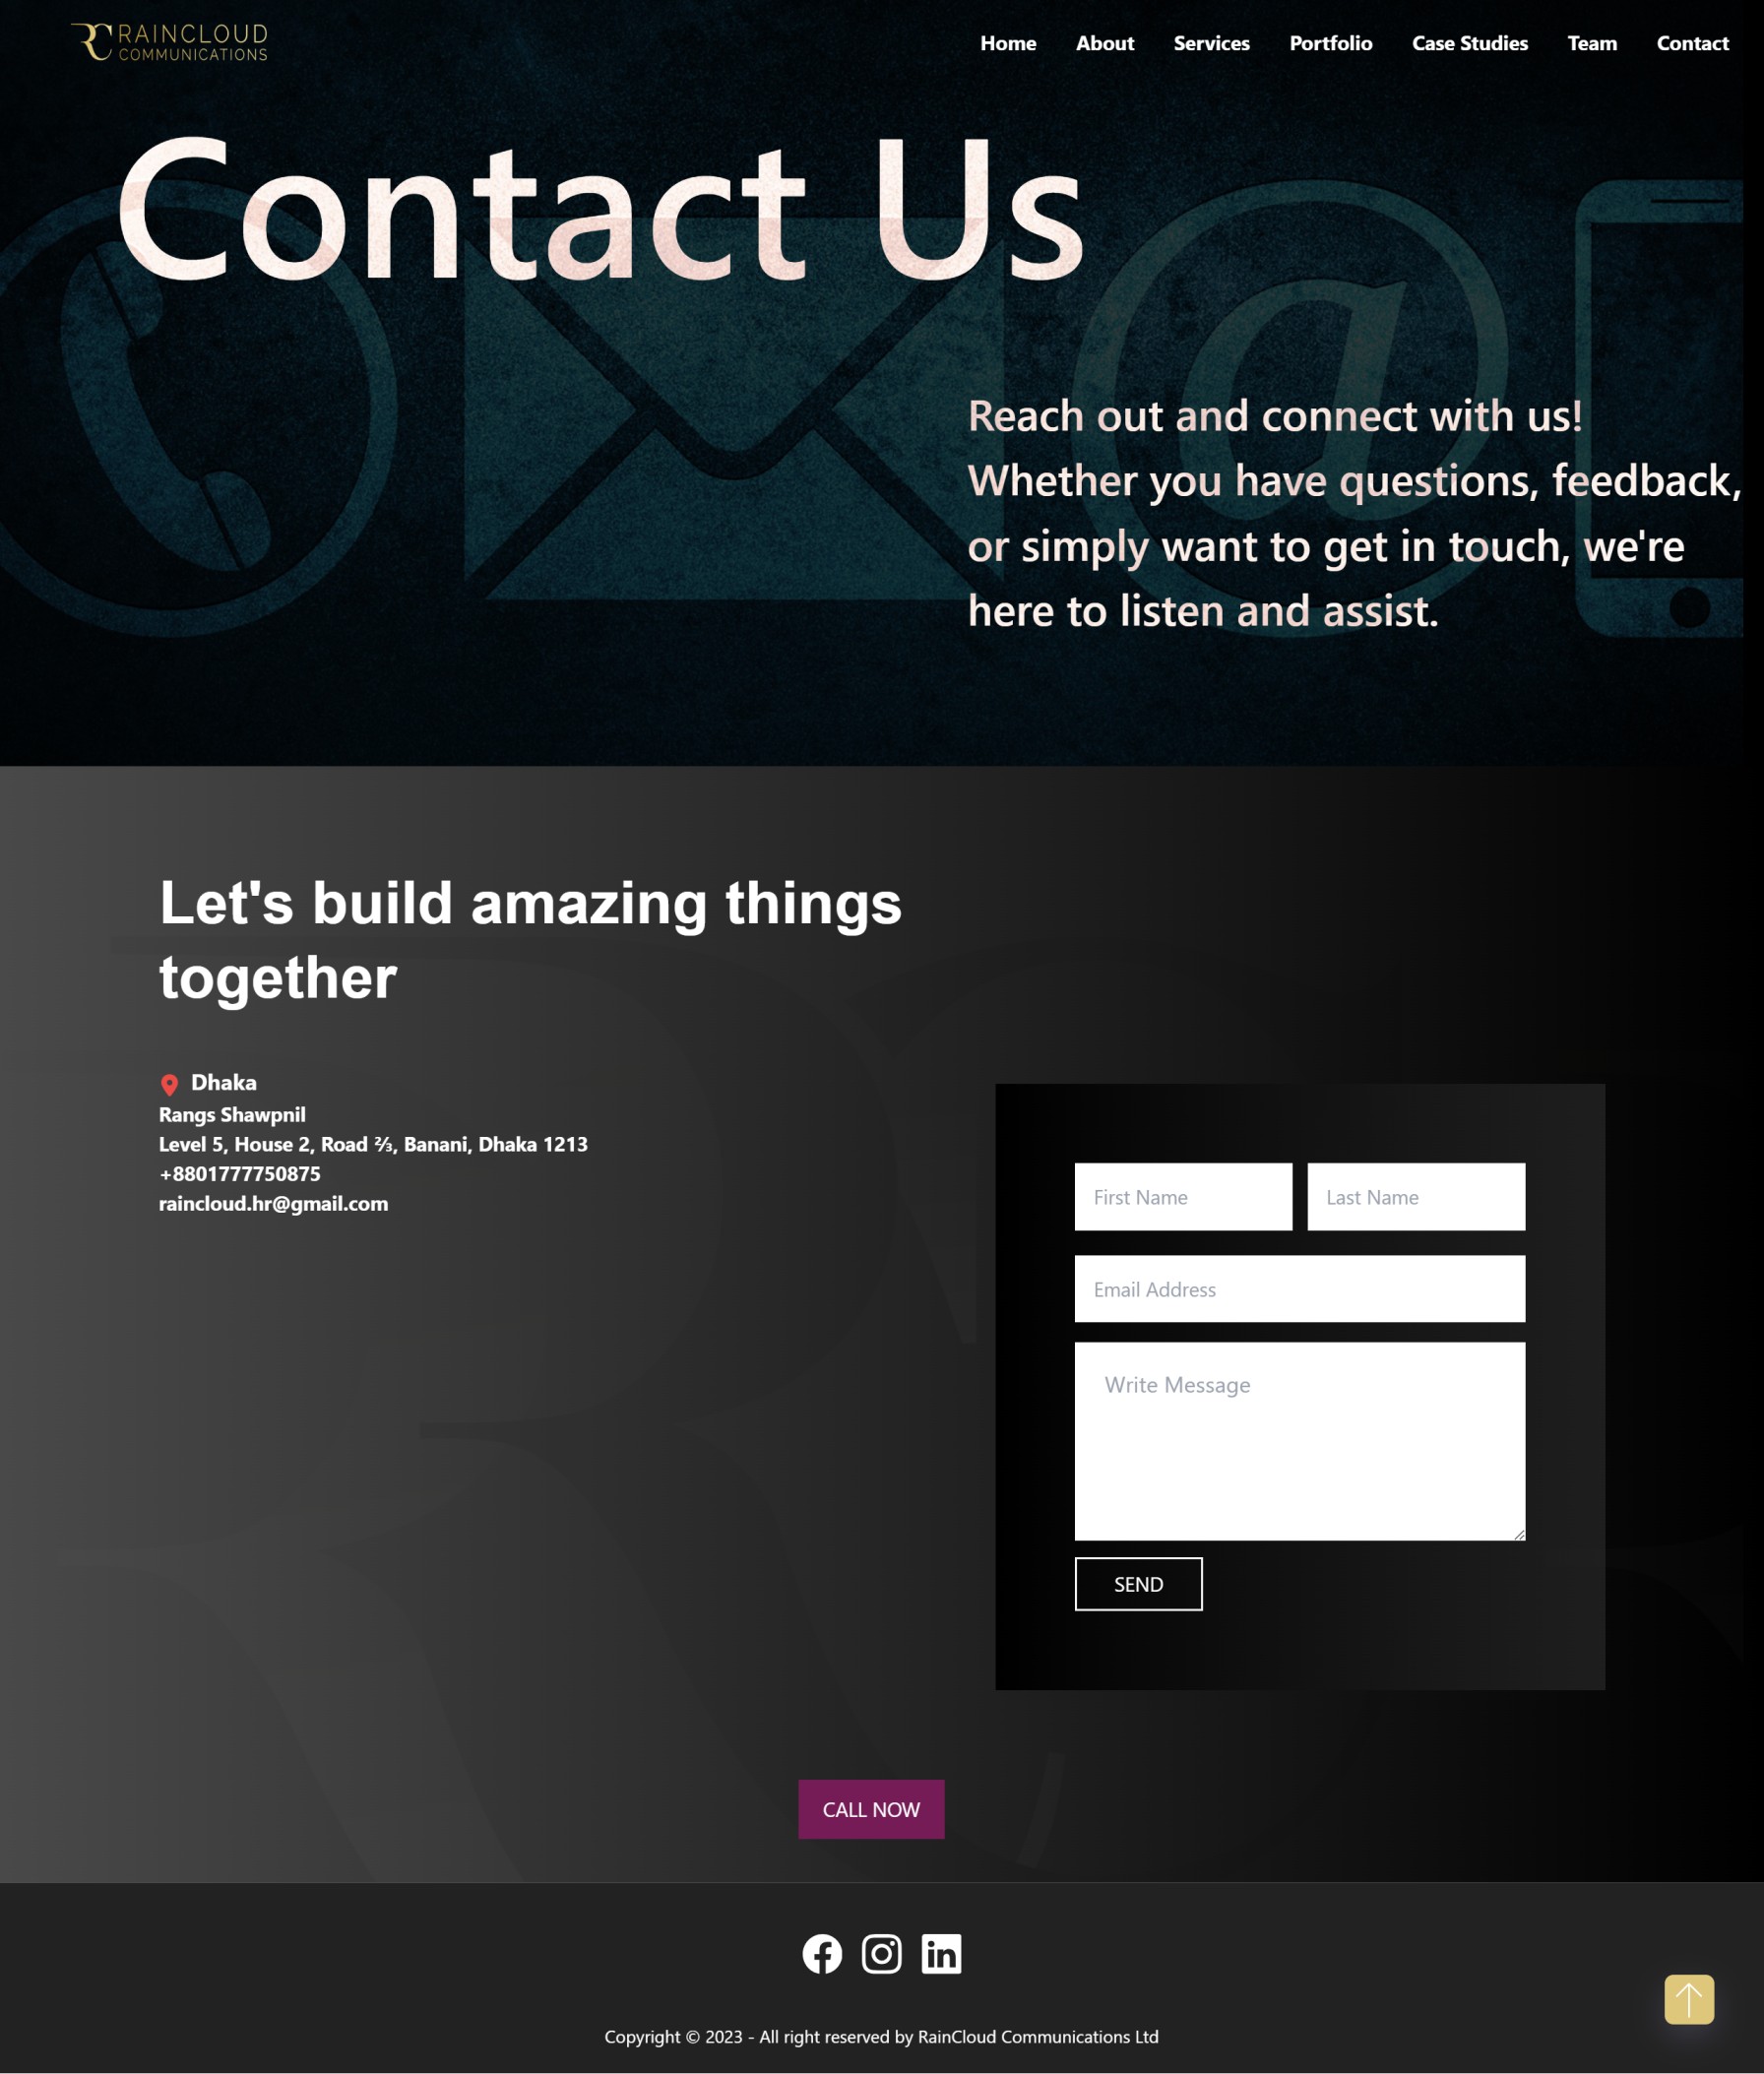 RAINCLOUD
COMMUNICATIONS
Home About Services Portfolio Case Studies Team Contact
Contact Us
Reach out and connect with us!
Whether you have questions, feedback,
or simply want to get in touch, we're
here to listen and assist.
Let's build amazing things
together
Dhaka
Rangs Shawpnil
Level 5, House 2, Road ⅔, Banani, Dhaka 1213
+8801777750875
raincloud.hr@gmail.com
First Name Last Name
Email Address
Write Message
SEND
CALL NOW
Copyright © 2023 - All right reserved by RainCloud Communications Ltd